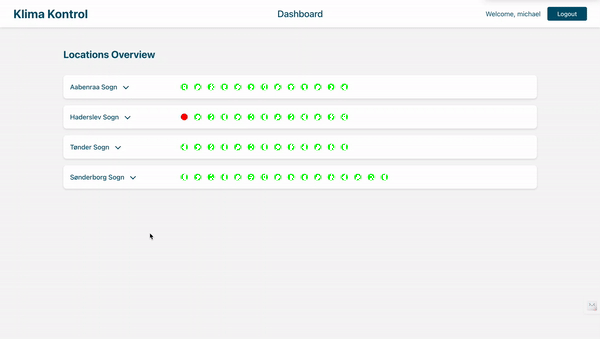 Klima Kontrol
Dashboard
Welcome, michael
Logout
Locations Overview
Aabenraa Sogn
Haderslev Sogn
Tønder Sogn
Sønderborg Sogn